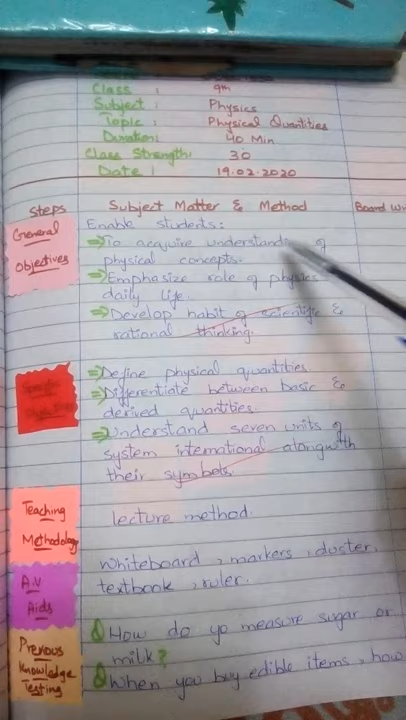 Class : 9th
Subject : Physics
Topic : Physical Quantities
Duration: 40 Min
Class Strength: 30
Date : 19.02.2020
Steps Subject Matter & Method Board
General Objectives
Enable students:
⇒To acquire understanding of
physical concepts.
⇒Emphasize role of physics
daily life.
⇒Develop habit of scientific &
rational thinking.
⇒Define physical quantities
⇒Differentiate between basic &
derived quantities.
⇒Understand seven units of
system international alongwith
their symbols.
Teaching Methodology
lecture method.
A.V Aids
whiteboard, markers, duster,
textbook, ruler.
Previous Knowledge Testing
Q How do yo measure sugar or
milk?
Q When you buy edible items, how